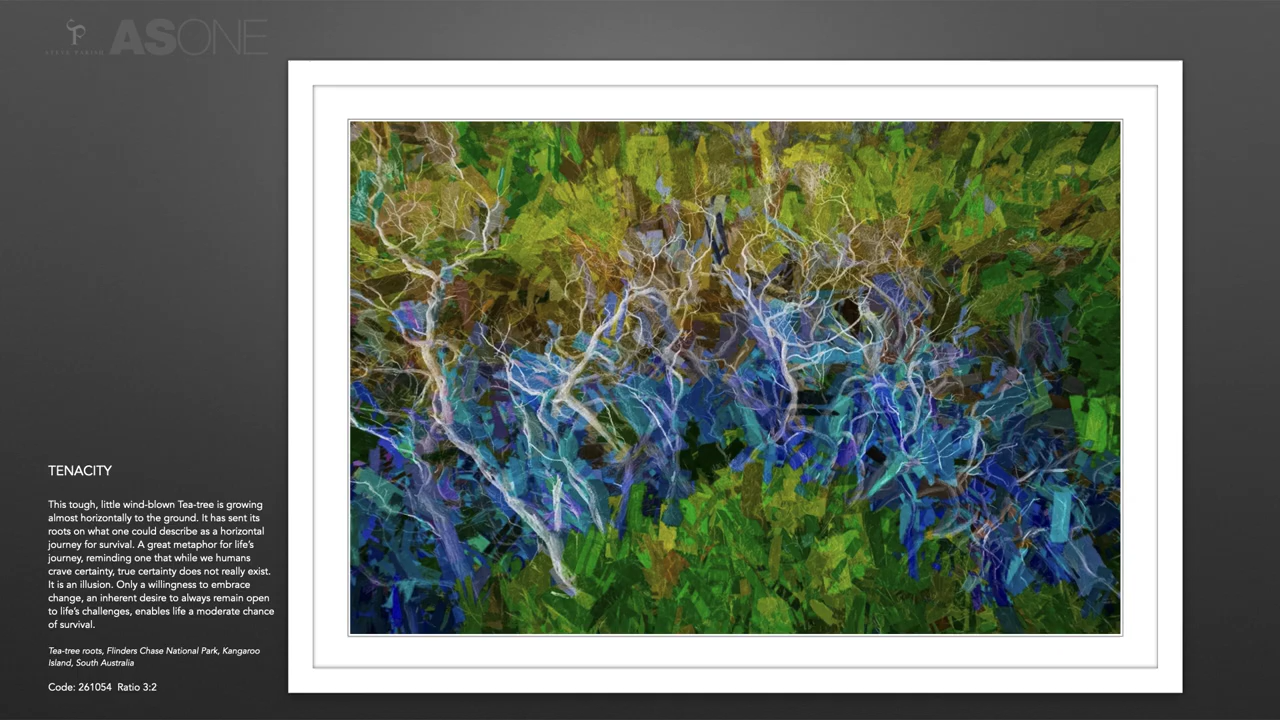 ASONE
TENACITY
This tough, little wind-blown Tea-tree is growing
almost horizontally to the ground. It has sent its
roots on what one could describe as a horizontal
journey for survival. A great metaphor for life's
journey, reminding one that while we humans
crave certainty, true certainty does not really exist.
It is an illusion. Only a willingness to embrace
change, an inherent desire to always remain open
to life's challenges, enables life a moderate chance
of survival.
Tea-tree roots, Flinders Chase National Park, Kangaroo
Island, South Australia
Code: 261054 Ratio 3:2